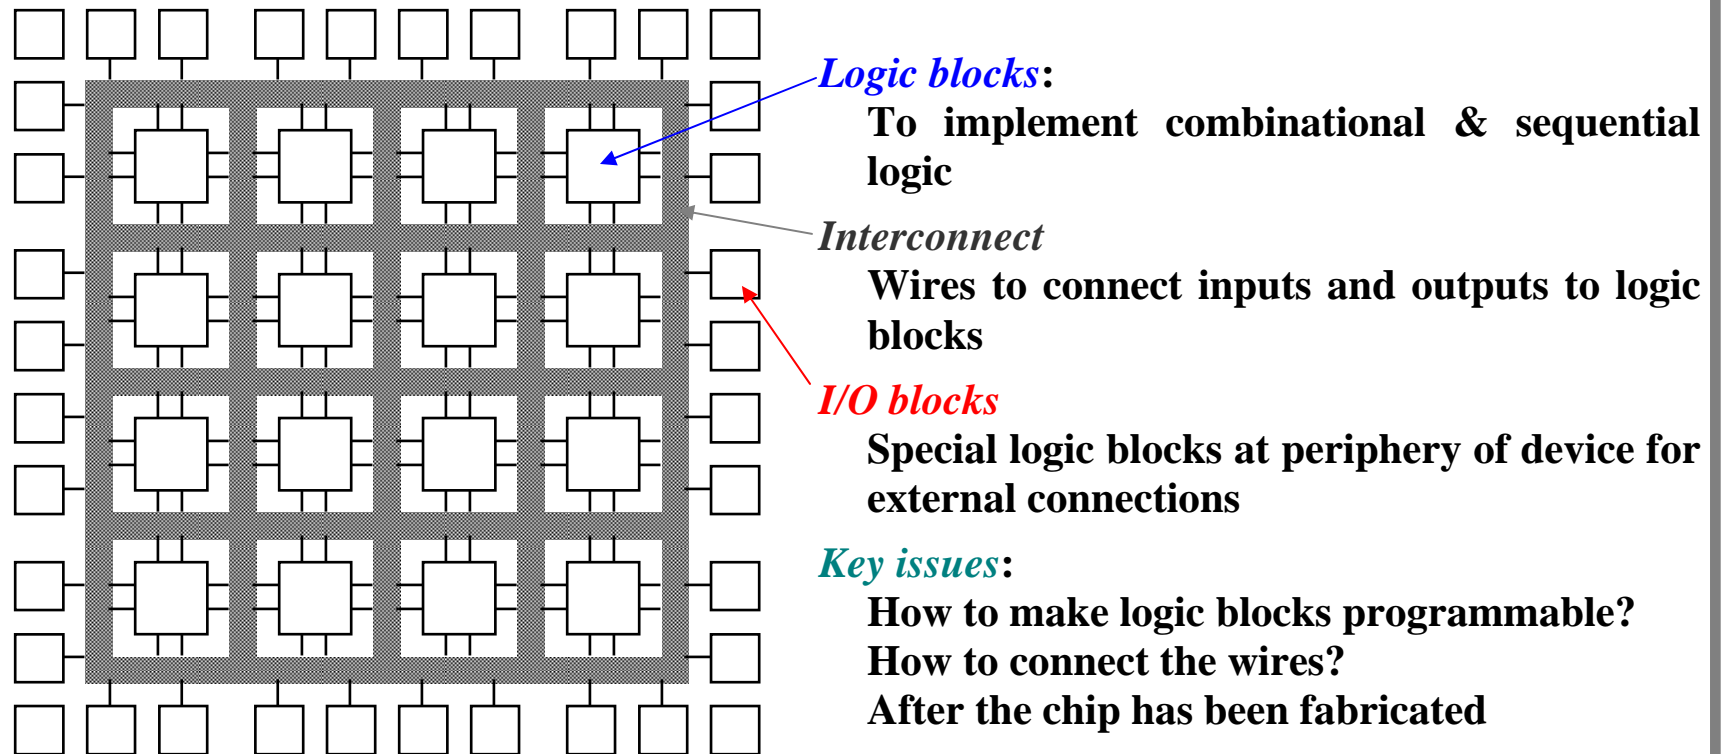 Logic blocks:
To implement combinational & sequential
logic
Interconnect
Wires to connect inputs and outputs to logic
blocks
I/O blocks
Special logic blocks at periphery of device for
external connections
Key issues:
How to make logic blocks programmable?
How to connect the wires?
After the chip has been fabricated